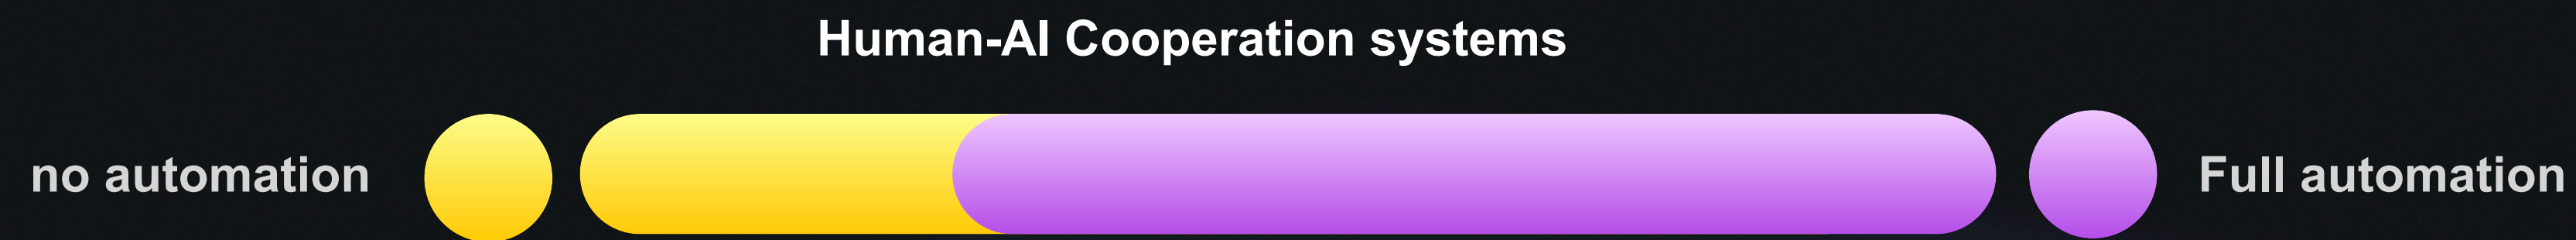 Human-AI Cooperation systems
no automation
Full automation